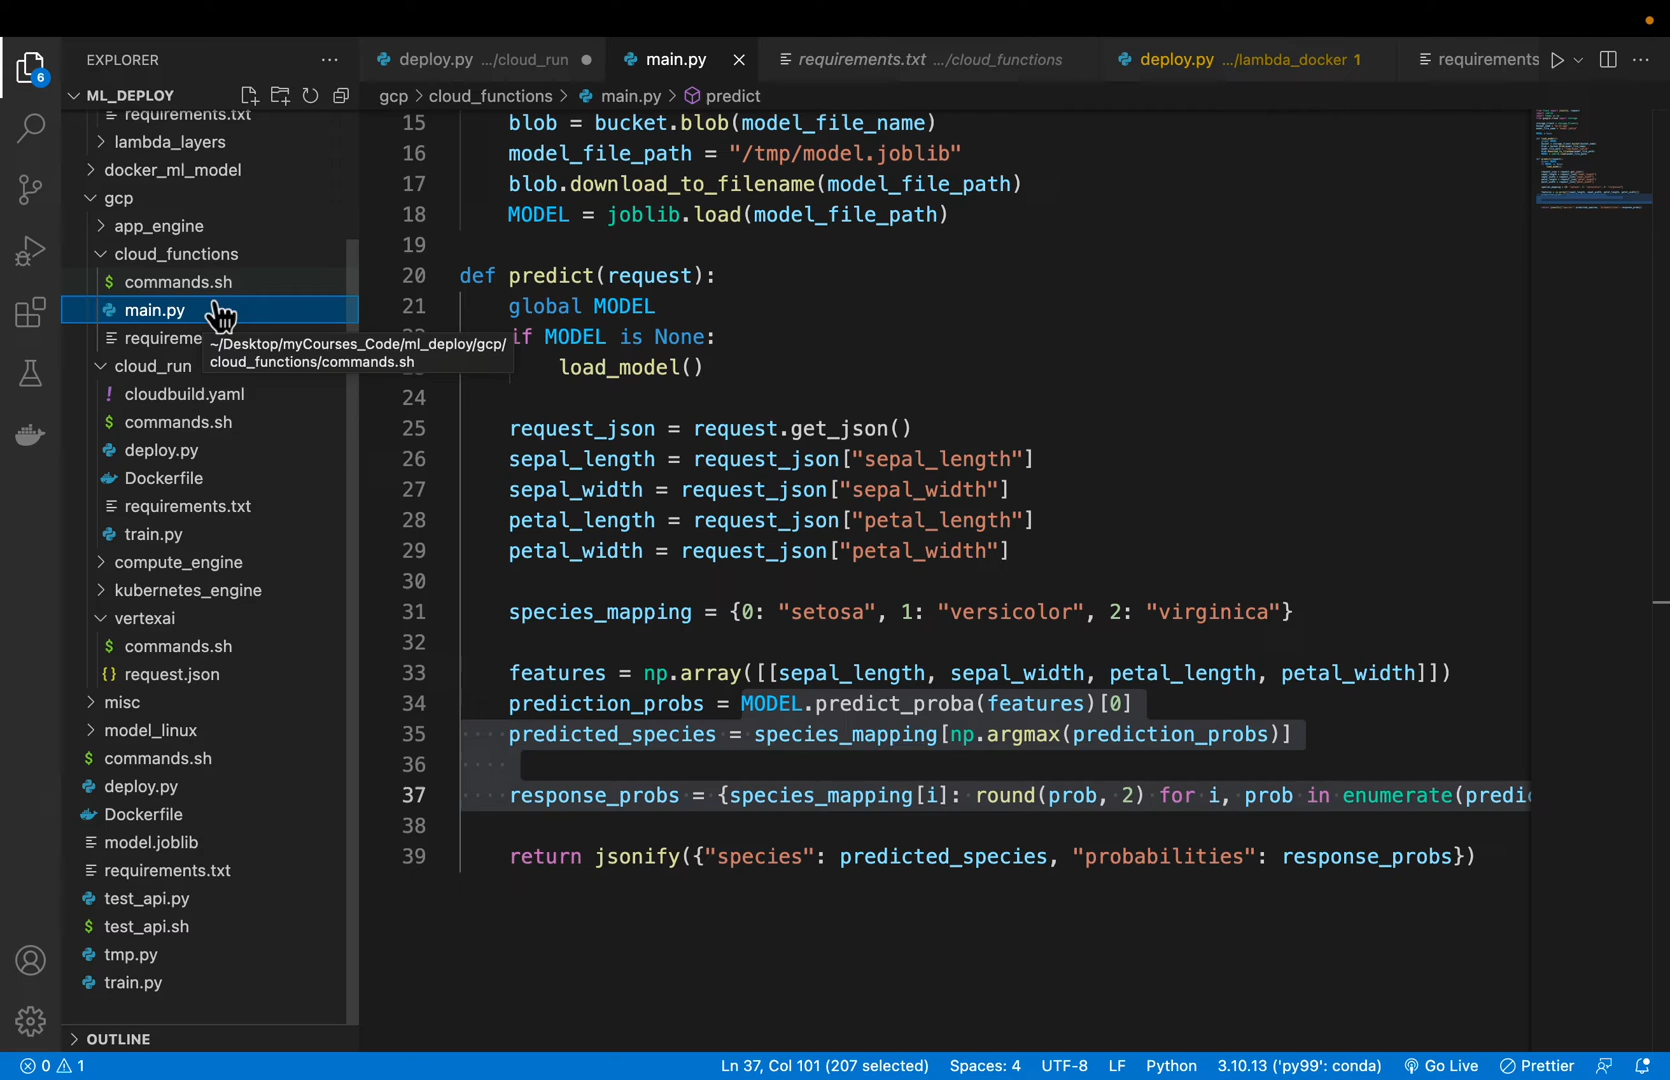 EXPLORER
ML_DEPLOY
requirements.txt
lambda_layers
docker_ml_model
gcp
app_engine
cloud_functions
$ commands.sh
main.py
requireme
cloud_run
! cloudbuild.yaml
$ commands.sh
deploy.py
Dockerfile
requirements.txt
train.py
compute_engine
kubernetes_engine
vertexai
$ commands.sh
{} request.json
misc
model_linux
$ commands.sh
deploy.py
Dockerfile
model.joblib
requirements.txt
test_api.py
$ test_api.sh
tmp.py
train.py
OUTLINE
6
~/Desktop/myCourses_Code/ml_deploy/gcp/
cloud_functions/commands.sh
deploy.py .../cloud_run
main.py
requirements.txt .../cloud_functions
deploy.py .../lambda_docker 1
requirements
gcp > cloud_functions > main.py > predict
15 blob = bucket.blob(model_file_name)
16 model_file_path = "/tmp/model.joblib"
17 blob.download_to_filename(model_file_path)
18 MODEL = joblib.load(model_file_path)
19
20 def predict(request):
21 global MODEL
if MODEL is None:
load_model()
24
25 request_json = request.get_json()
26 sepal_length = request_json["sepal_length"]
27 sepal_width = request_json["sepal_width"]
28 petal_length = request_json["petal_length"]
29 petal_width = request_json["petal_width"]
30
31 species_mapping = {0: "setosa", 1: "versicolor", 2: "virginica"}
32
33 features = np.array([[sepal_length, sepal_width, petal_length, petal_width]])
34 prediction_probs = MODEL.predict_proba(features)[0]
35 predicted_species = species_mapping[np.argmax(prediction_probs)]
36
37 response_probs = {species_mapping[i]: round(prob, 2) for i, prob in enumerate(predic
38
39 return jsonify({"species": predicted_species, "probabilities": response_probs})
0 1
Ln 37, Col 101 (207 selected) Spaces: 4 UTF-8 LF Python 3.10.13 ('py99': conda) Go Live Prettier